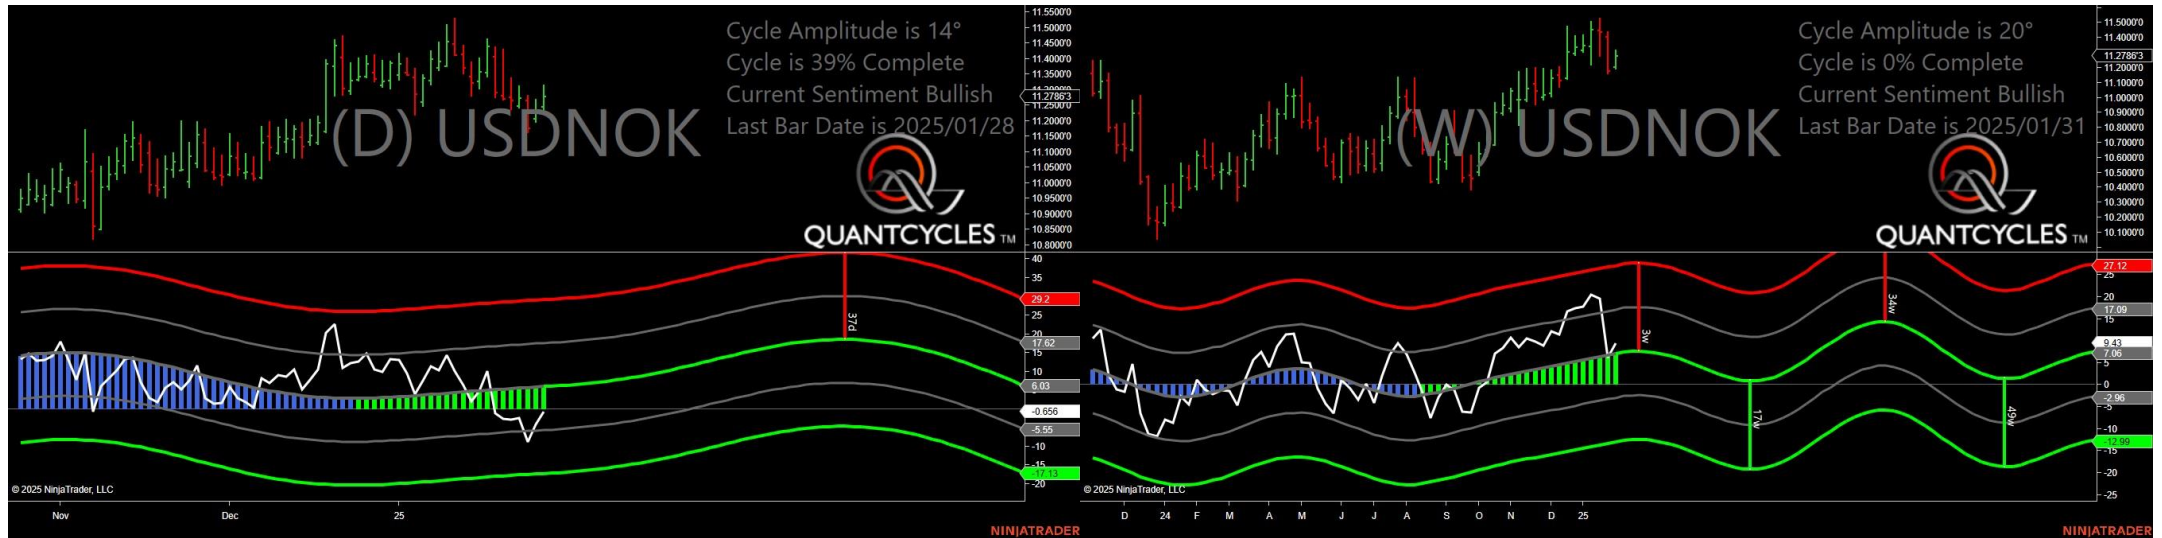 Cycle Amplitude is 14°
Cycle is 39% Complete
Current Sentiment Bullish
Last Bar Date is 2025/01/28
(D) USDNOK
QUANTCYCLES TM
11.5500'0
11.5000'0
11.4500'0
11.4000'0
11.3500'0
11.3000'0
11.2786'3
11.2500'0
11.2000'0
11.1500'0
11.1000'0
11.0500'0
11.0000'0
10.9500'0
10.9000'0
10.8500'0
10.8000'0
40
35
29.2
25
20
17.62
15
10
6.03
-0.656
-5.55
-10
-15
-17.13
-20
37d
© 2025 NinjaTrader, LLC
Nov
Dec
25
NINJATRADER
Cycle Amplitude is 20°
Cycle is 0% Complete
Current Sentiment Bullish
Last Bar Date is 2025/01/31
(W) USDNOK
QUANTCYCLES TM
11.5000'0
11.4000'0
11.2786'3
11.2000'0
11.1000'0
11.0000'0
10.9000'0
10.8000'0
10.7000'0
10.6000'0
10.5000'0
10.4000'0
10.3000'0
10.2000'0
10.1000'0
27.12
25
20
17.09
15
9.43
7.06
5
0
-2.96
-5
-10
-12.99
-15
-20
-25
3w
17w
34w
49w
© 2025 NinjaTrader, LLC
D
24
F
M
A
M
J
J
A
S
O
N
D
25
NINJATRADER